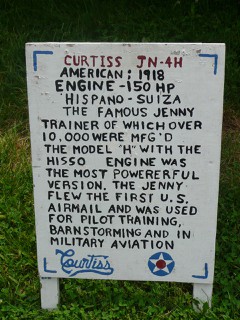 CURTISS JN-4H
AMERICAN; 1918
ENGINE-150 HP
HISPANO-SUIZA
THE FAMOUS JENNY
TRAINER OF WHICH OVER
10,000 WERE MFG'D
THE MODEL "H" WITH THE
HISSO ENGINE WAS
THE MOST POWERERFUL
VERSION. THE JENNY
FLEW THE FIRST U.S.
AIRMAIL AND WAS USED
FOR PILOT TRAINING,
BARNSTORMING AND IN
MILITARY AVIATION
Curtiss